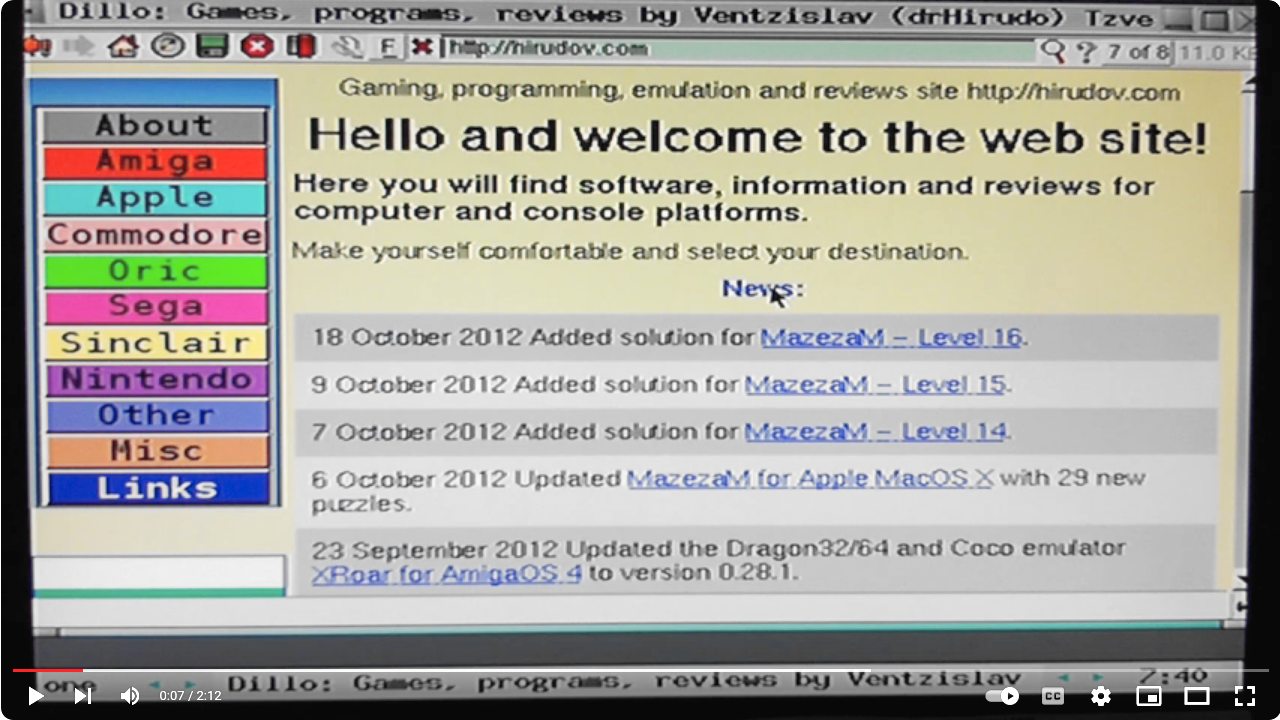 Dillo: Games, programs, reviews by Ventzislav (drHirudo) Tzve
F
http://hirudov.com
7 of 8
11.0
Gaming, programming, emulation and reviews site http://hirudov.com
Hello and welcome to the web site!
Here you will find software, information and reviews for
computer and console platforms.
Make yourself comfortable and select your destination.
News:
About
Amiga
Apple
Commodore
Oric
Sega
Sinclair
Nintendo
Other
Misc
Links
18 October 2012 Added solution for MazezaM – Level 16.
9 October 2012 Added solution for MazezaM – Level 15.
7 October 2012 Added solution for MazezaM – Level 14.
6 October 2012 Updated MazezaM for Apple MacOS X with 29 new
puzzles.
23 September 2012 Updated the Dragon32/64 and Coco emulator
XRoar for AmigaOS 4 to version 0.28.1.
Dillo: Games, programs, reviews by Ventzislav
7:40
0:07 / 2:12
CC